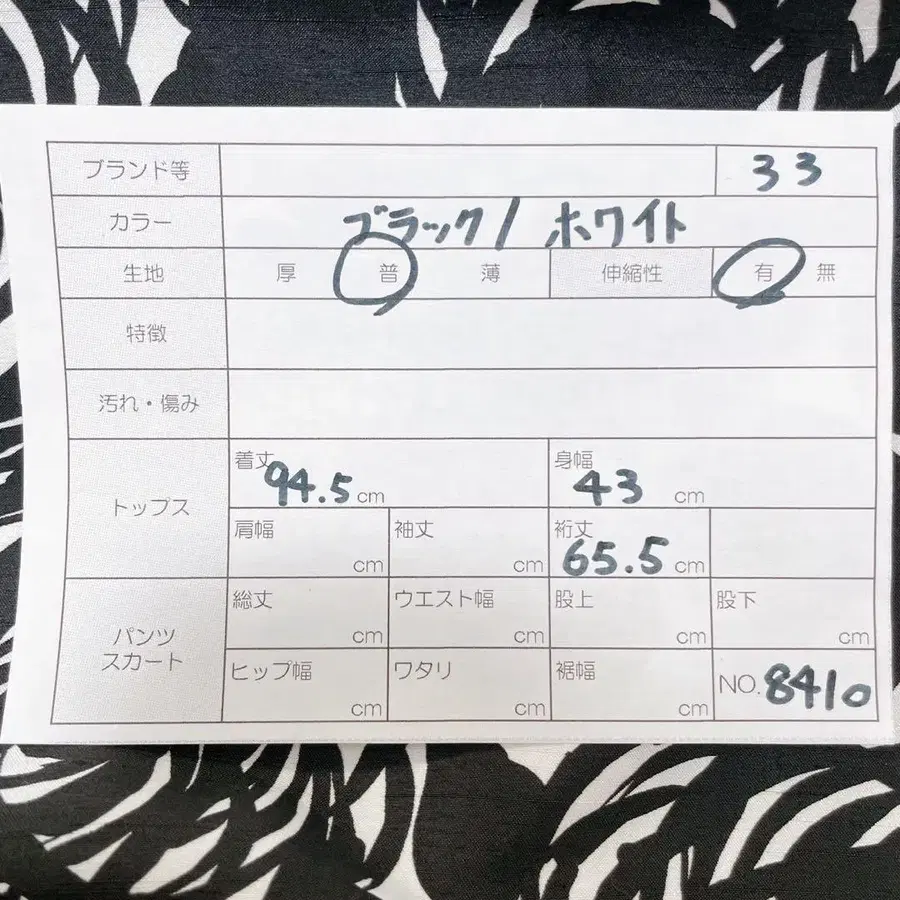 ブランド等 33
カラー ブラック/ホワイト
生地 厚 普 薄 伸縮性 有 無
特徴
汚れ・傷み
トップス
着丈 94.5cm 身幅 43 cm
肩幅 cm 袖丈 cm 裄丈 65.5 cm
パンツ
スカート
総丈 cm ウエスト幅 cm 股上 cm 股下 cm
ヒップ幅 cm ワタリ cm 裾幅 cm NO.8410